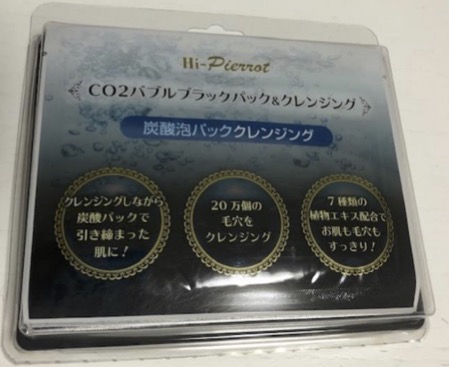 Hi-Pierrot
CO2バブルブラックパック&クレンジング
炭酸泡パッククレンジング
クレンジングしながら
炭酸パックで
引き締まった
肌に!
20万個の
毛穴を
クレンジング
7種類の
植物エキス配合で
お肌も毛穴も
すっきり!